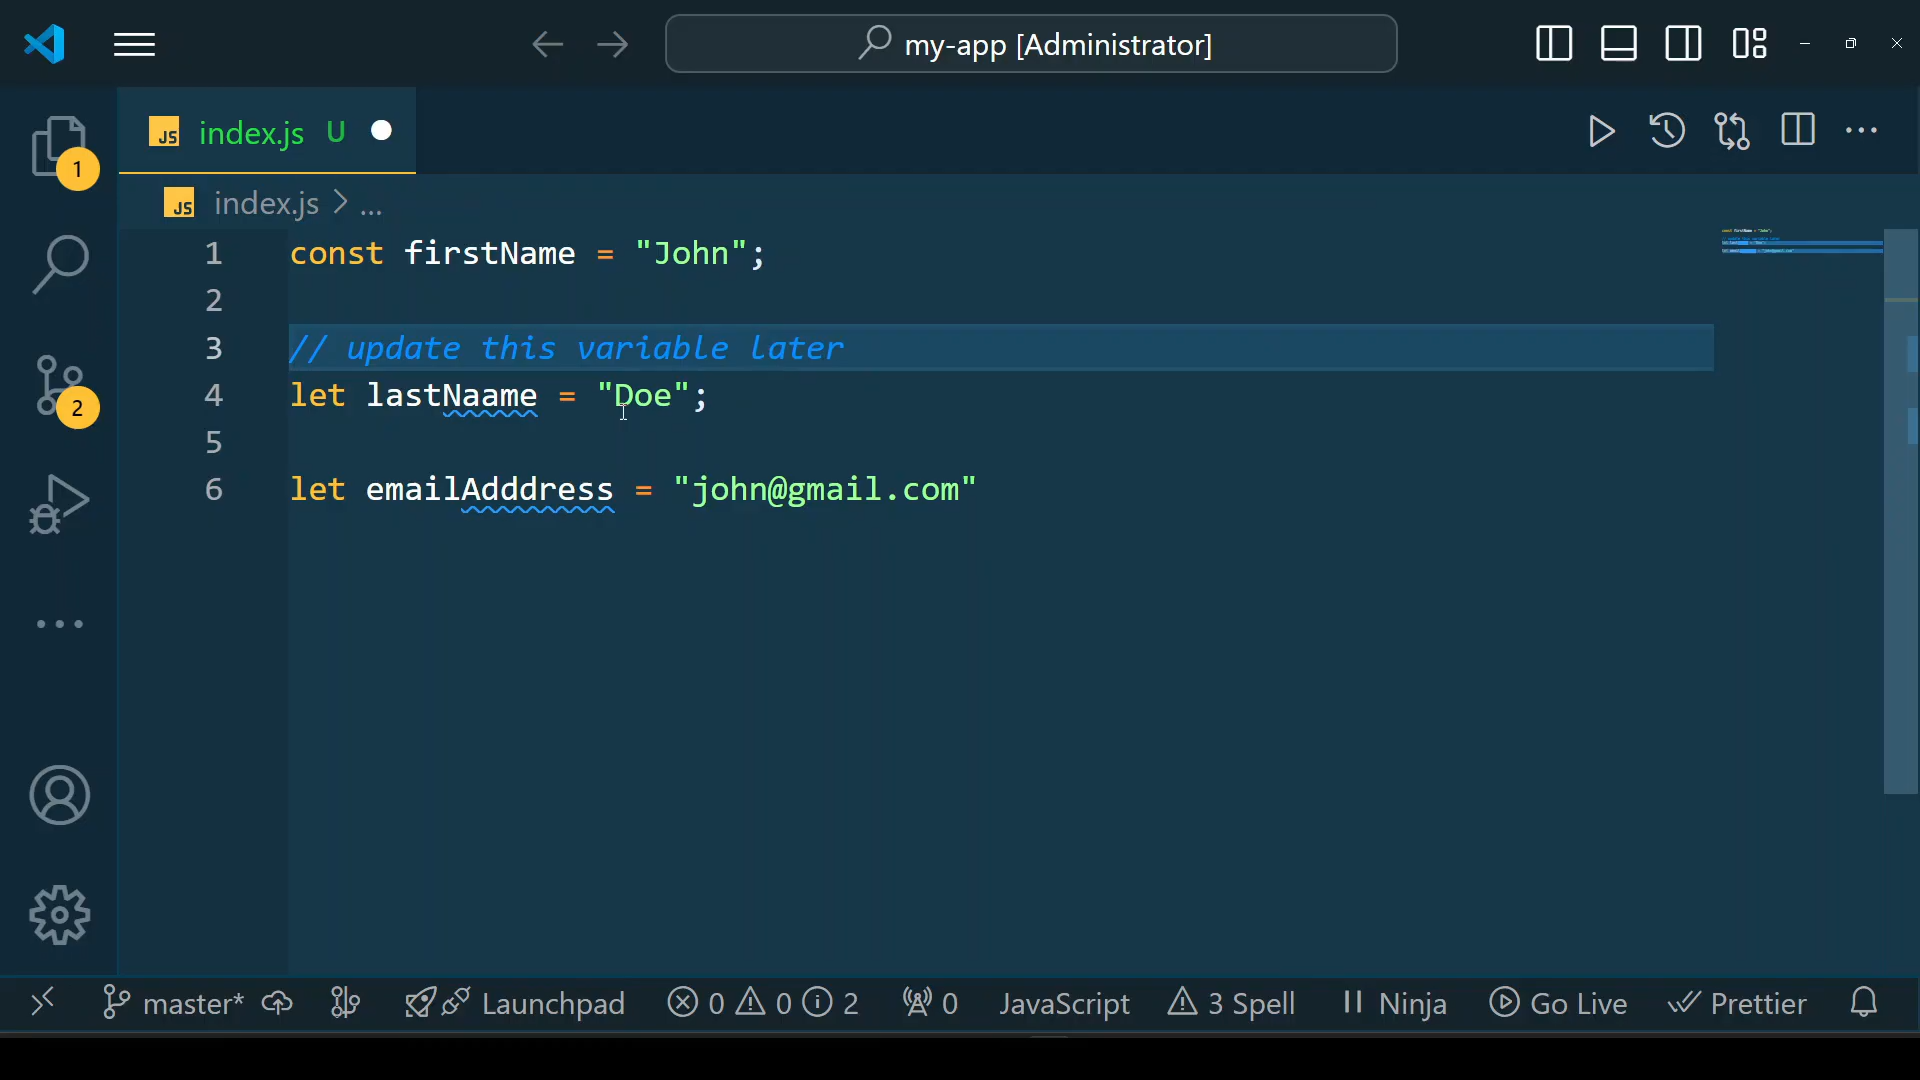 my-app [Administrator]
JS index.js U
1
JS index.js > ...
1 const firstName = "John";
2
3 // update this variable later
4 let lastNaame = "Doe";
5
6 let emailAdddress = "john@gmail.com"
2
master* Launchpad 0 0 2 0 JavaScript 3 Spell Ninja Go Live Prettier